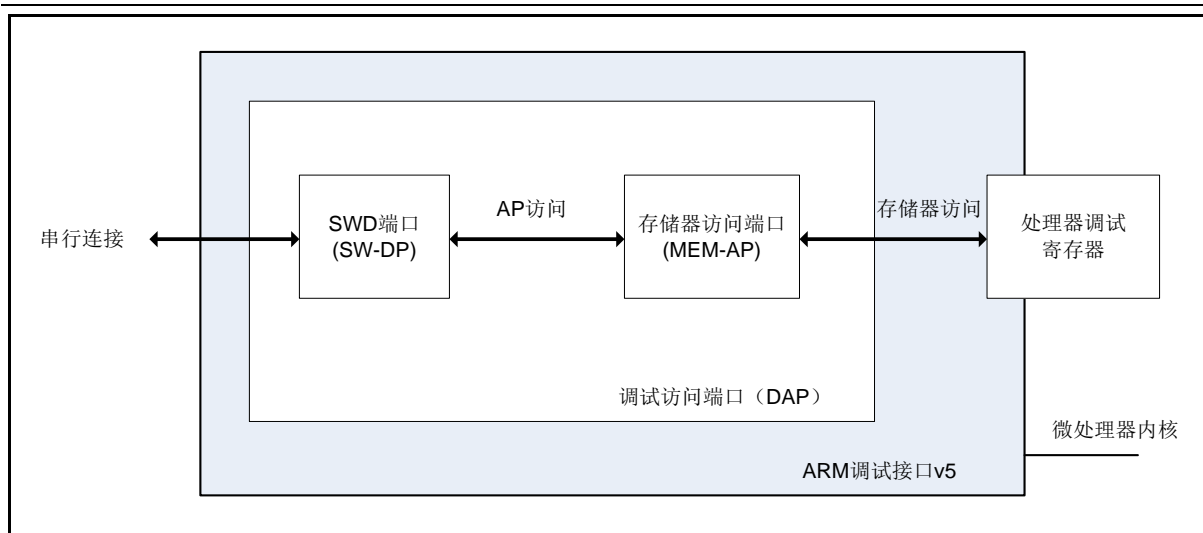 串行连接
SWD端口
(SW-DP)
AP访问
存储器访问端口
(MEM-AP)
存储器访问
处理器调试
寄存器
调试访问端口（DAP）
微处理器内核
ARM调试接口v5